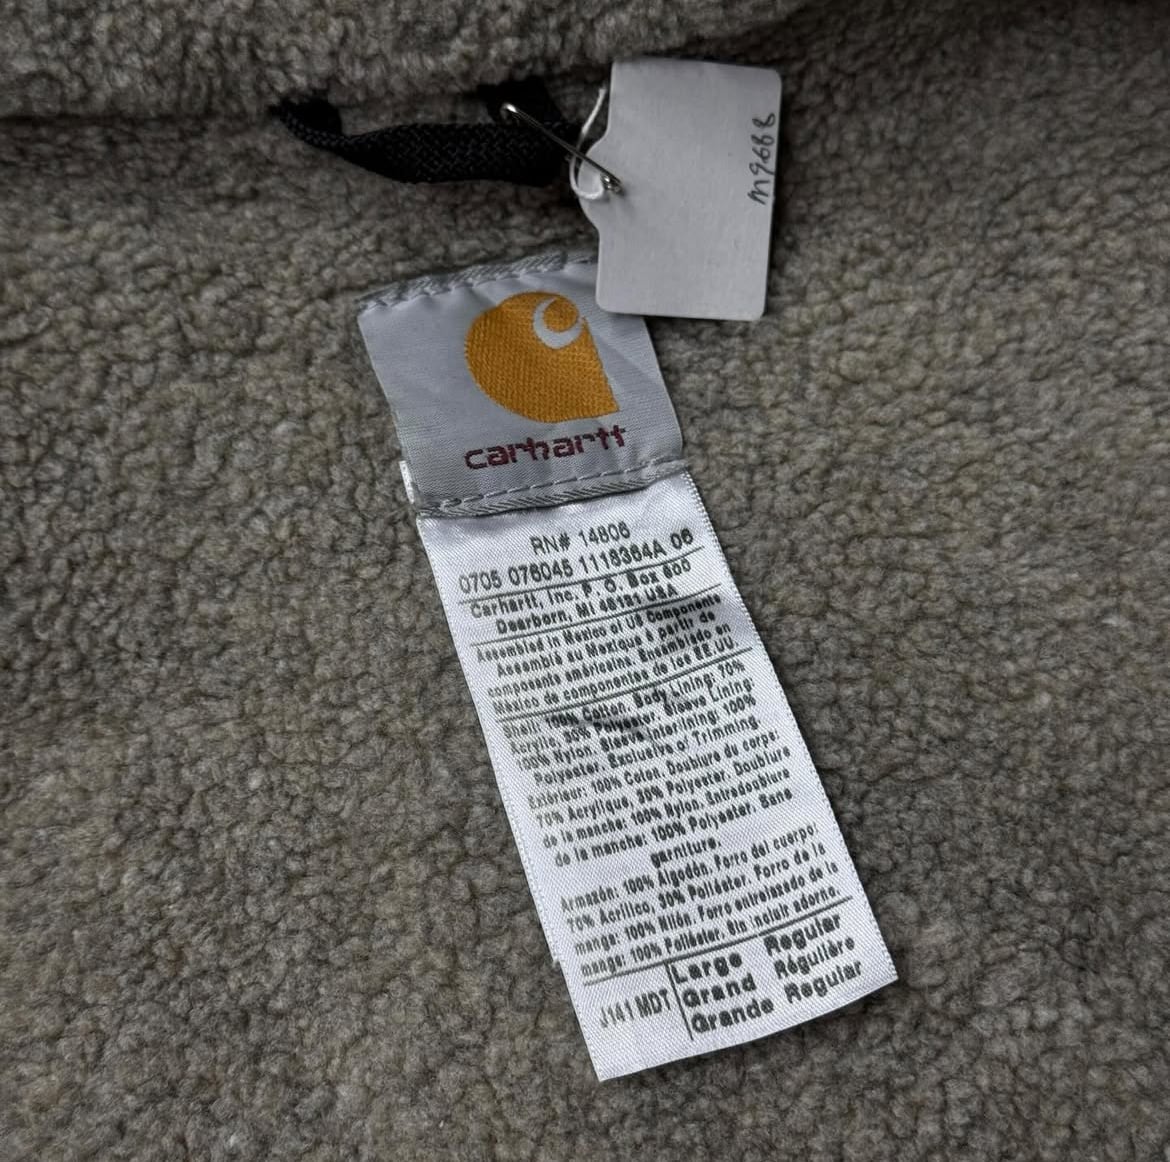 M9688
carhartt
RN# 14806
0705 076045 1118364A 06
Carhartt, Inc, P. O. Box 600
Dearborn, MI 48121 USA
Assembled in Mexico of US Components
Assemblé au Mexique à partir de
composants américains. Ensamblado en
México de componentes de los EE.UU
Shell: 100% Cotton. Body Lining: 70%
Acrylic, 30% Polyester. Sleeve Lining:
100% Nylon. Sleeve Interlining: 100%
Polyester. Exclusive of Trimming.
Extérieur: 100% Coton. Doublure du corps:
70% Acrylique, 30% Polyester. Doublure
de la manche: 100% Nylon. Entredoublure
de la manche: 100% Polyester. Sans
garniture.
Armazón: 100% Algodón. Forro del cuerpo:
70% Acrílico, 30% Poliéster. Forro de la
manga: 100% Nilón. Forro entrelazado de la
manga: 100% Poliéster. Sin incluir adorno.
J141 MDT
Large Regular
Grand Régulière
Grande Regular